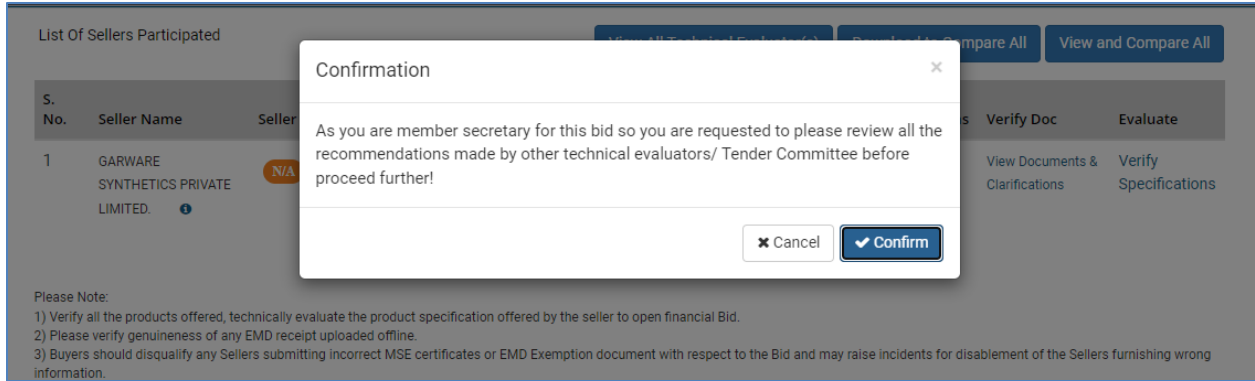 List Of Sellers Participated
View All Technical Evaluator(s)
Download to Compare All
View and Compare All
Confirmation
×
S.
No.
Seller Name
Seller
s
Verify Doc
Evaluate
As you are member secretary for this bid so you are requested to please review all the
recommendations made by other technical evaluators/ Tender Committee before
proceed further!
1
GARWARE
SYNTHETICS PRIVATE
LIMITED.
N/A
View Documents &
Clarifications
Verify
Specifications
Cancel
Confirm
Please Note:
1) Verify all the products offered, technically evaluate the product specification offered by the seller to open financial Bid.
2) Please verify genuineness of any EMD receipt uploaded offline.
3) Buyers should disqualify any Sellers submitting incorrect MSE certificates or EMD Exemption document with respect to the Bid and may raise incidents for disablement of the Sellers furnishing wrong
information.